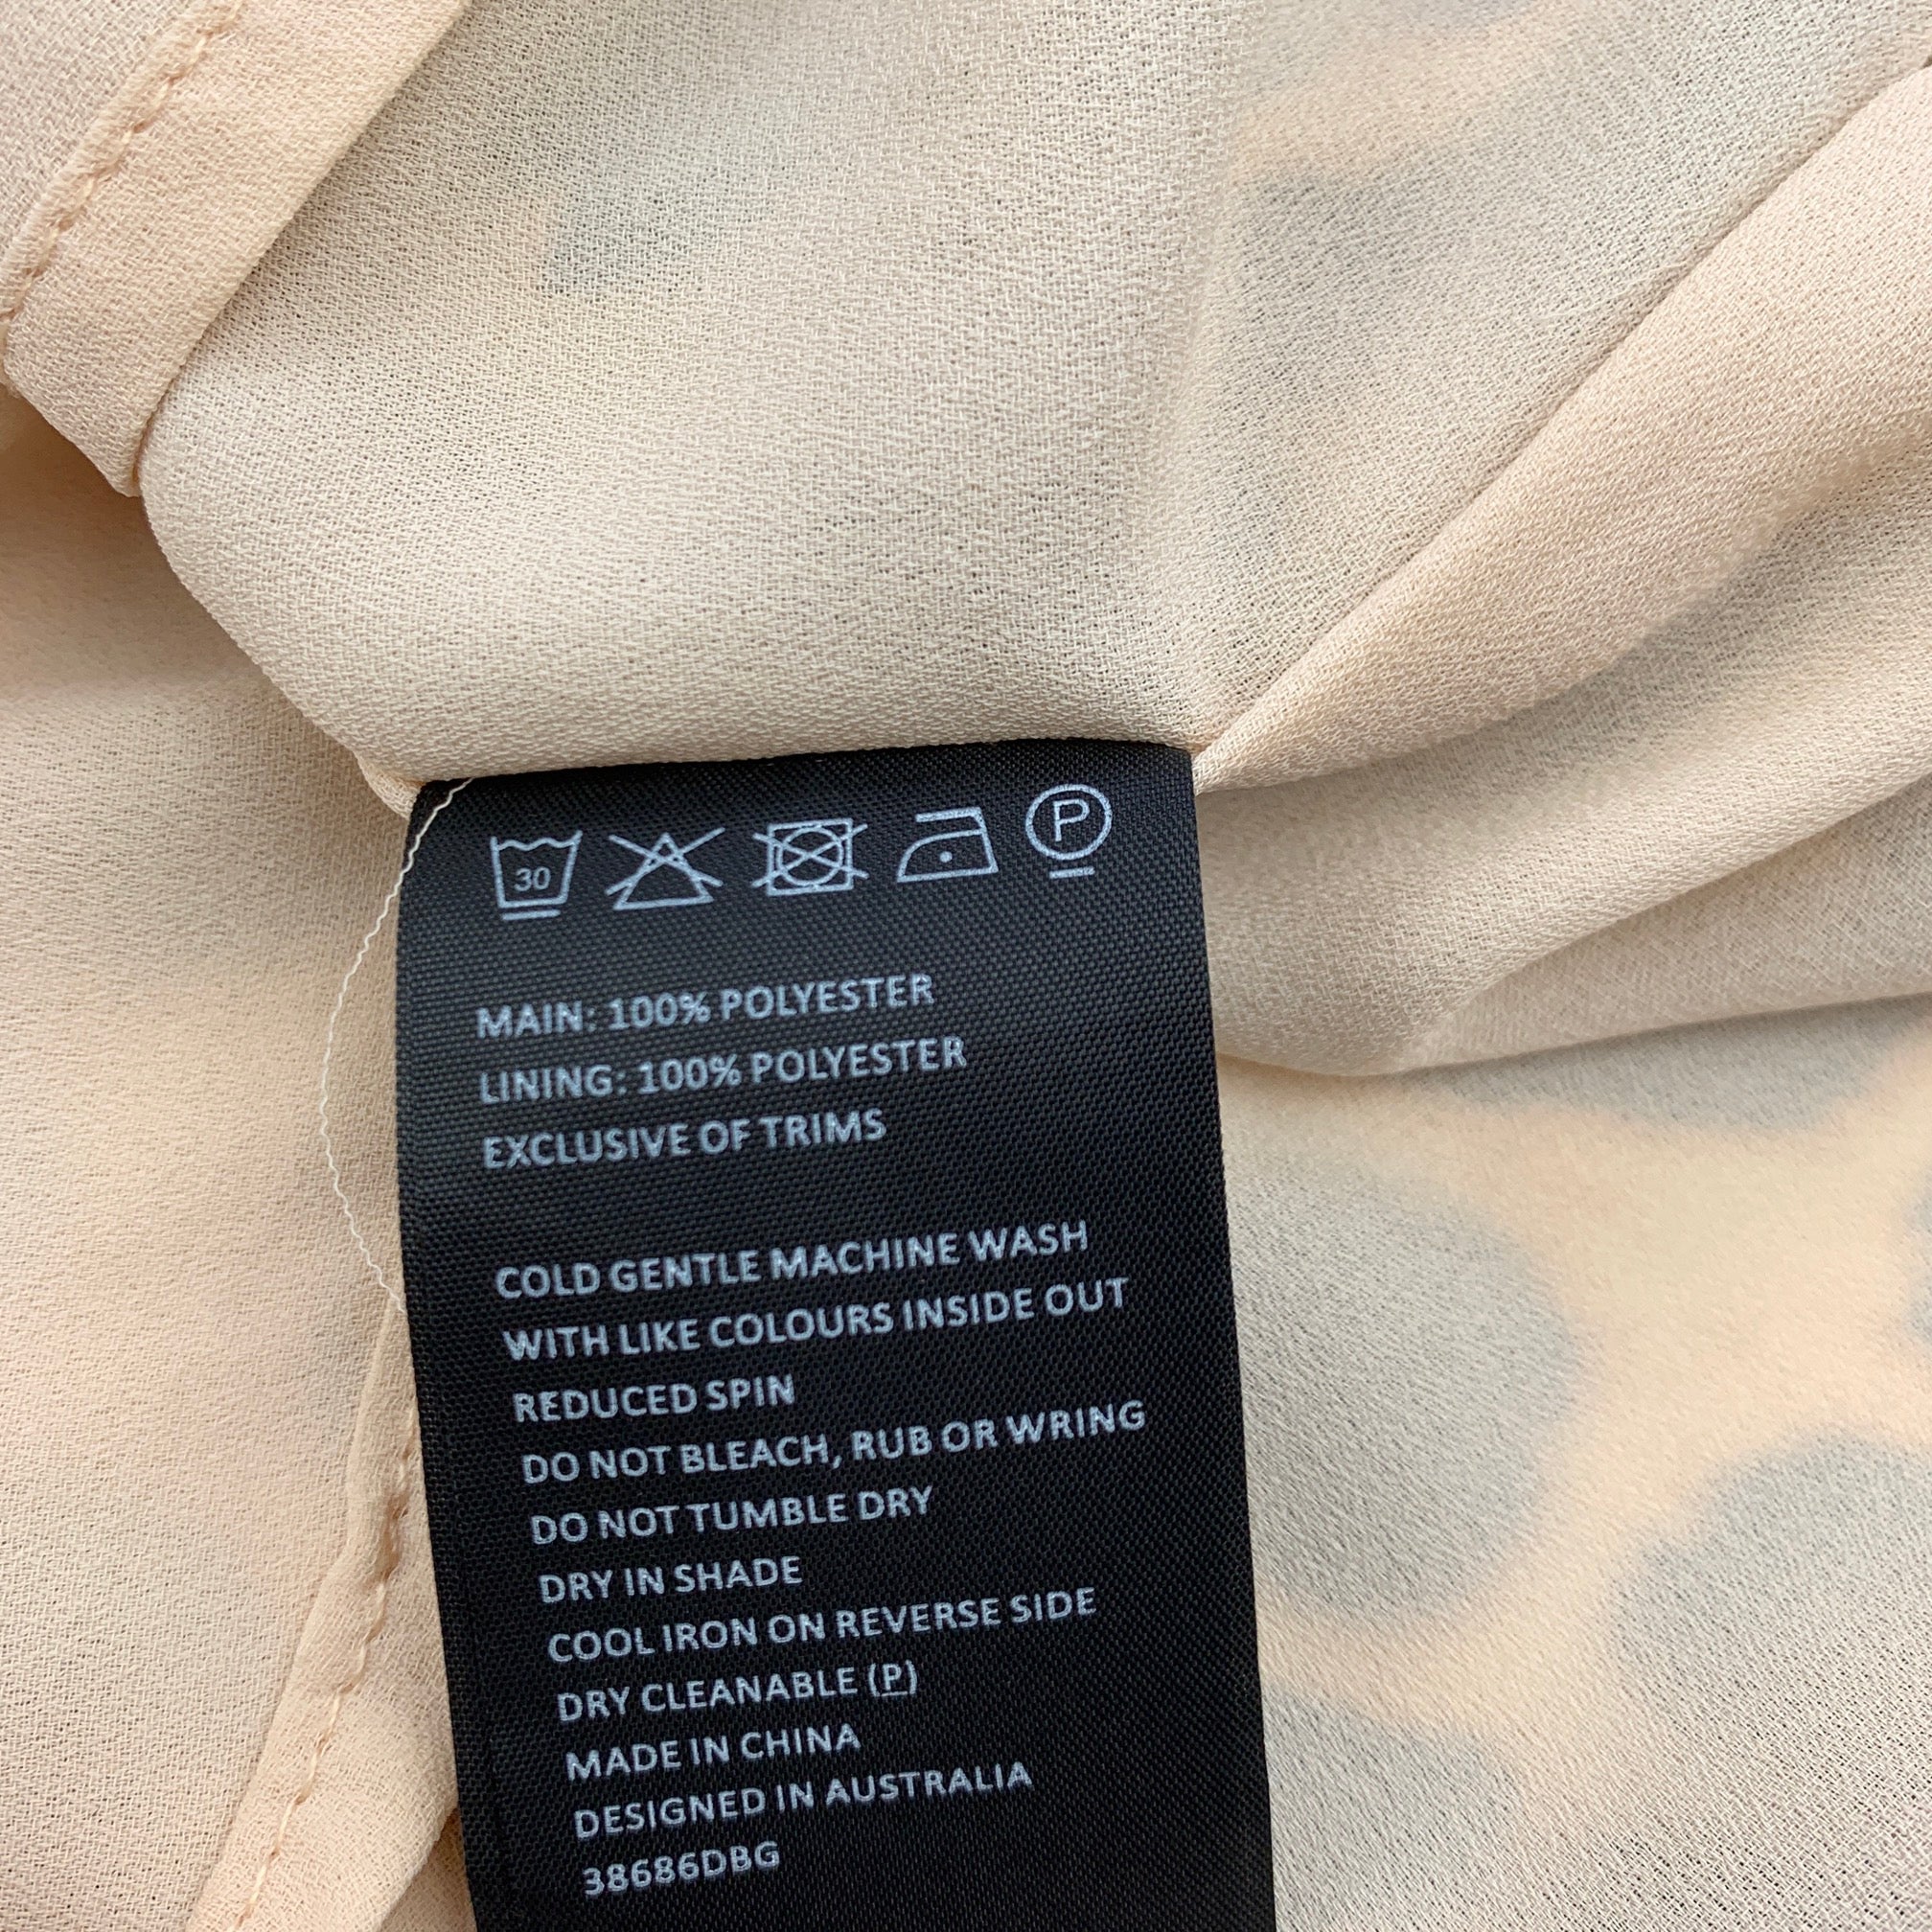 30 P
MAIN: 100% POLYESTER
LINING: 100% POLYESTER
EXCLUSIVE OF TRIMS
COLD GENTLE MACHINE WASH
WITH LIKE COLOURS INSIDE OUT
REDUCED SPIN
DO NOT BLEACH, RUB OR WRING
DO NOT TUMBLE DRY
DRY IN SHADE
COOL IRON ON REVERSE SIDE
DRY CLEANABLE (P)
MADE IN CHINA
DESIGNED IN AUSTRALIA
38686DBG